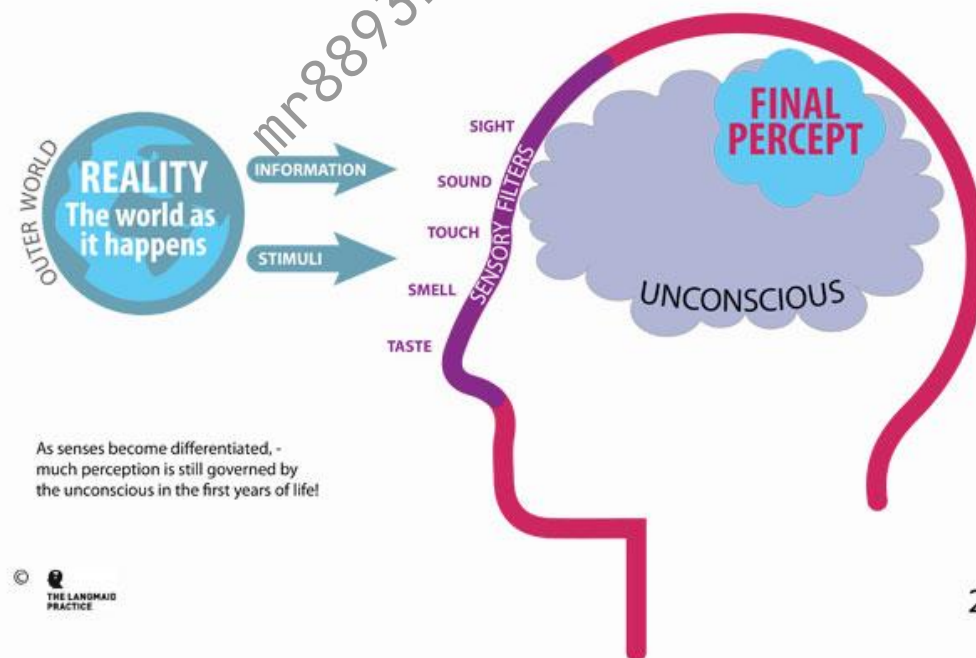 mr8893
OUTER WORLD
REALITY
The world as
it happens
INFORMATION
STIMULI
SIGHT
SOUND
TOUCH
SMELL
TASTE
SENSORY FILTERS
FINAL
PERCEPT
UNCONSCIOUS
As senses become differentiated, -
much perception is still governed by
the unconscious in the first years of life!
©
THE LANGMAID
PRACTICE
2